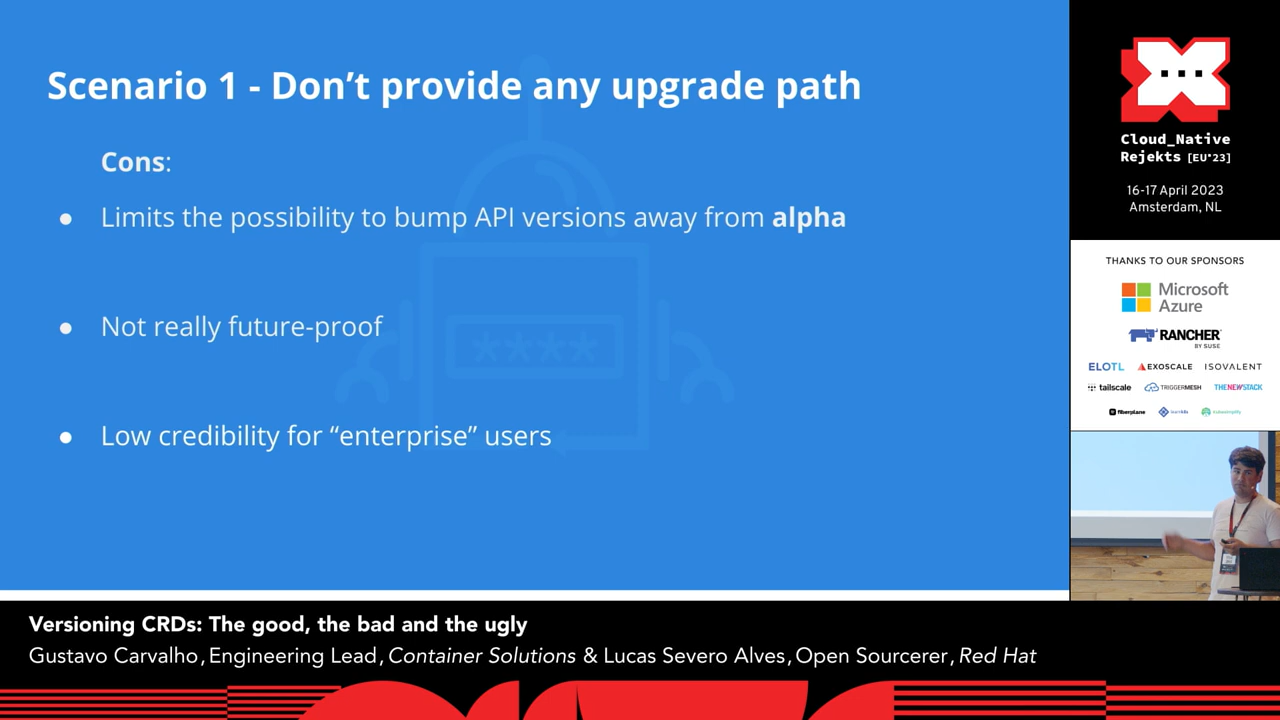 Scenario 1 - Don’t provide any upgrade path
Cons:
● Limits the possibility to bump API versions away from alpha
● Not really future-proof
● Low credibility for “enterprise” users
****
Cloud_Native
Rejekts [EU*23]
16-17 April 2023
Amsterdam, NL
THANKS TO OUR SPONSORS
Microsoft
Azure
RANCHER
BY SUSE
ELOTL EXOSCALE ISOVALENT
tailscale TRIGGERMESH THENEWSTACK
fiberplane kubesimplify
Versioning CRDs: The good, the bad and the ugly
Gustavo Carvalho, Engineering Lead, Container Solutions & Lucas Severo Alves, Open Sourcerer, Red Hat